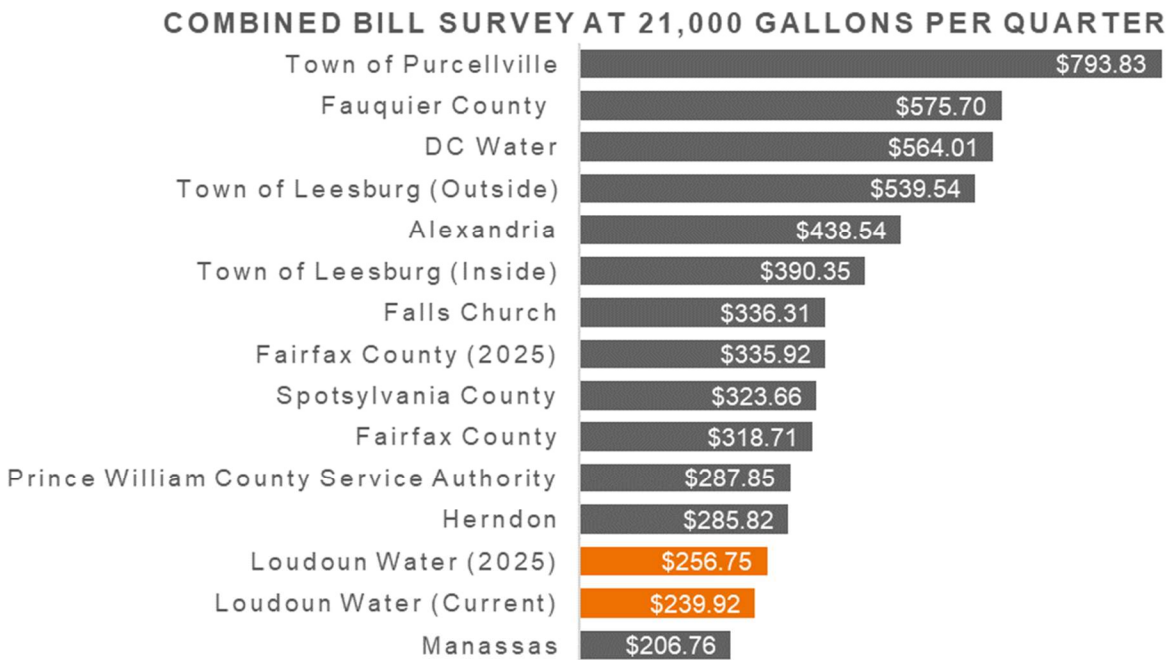 COMBINED BILL SURVEY AT 21,000 GALLONS PER QUARTER
Town of Purcellville $793.83
Fauquier County $575.70
DC Water $564.01
Town of Leesburg (Outside) $539.54
Alexandria $438.54
Town of Leesburg (Inside) $390.35
Falls Church $336.31
Fairfax County (2025) $335.92
Spotsylvania County $323.66
Fairfax County $318.71
Prince William County Service Authority $287.85
Herndon $285.82
Loudoun Water (2025) $256.75
Loudoun Water (Current) $239.92
Manassas $206.76